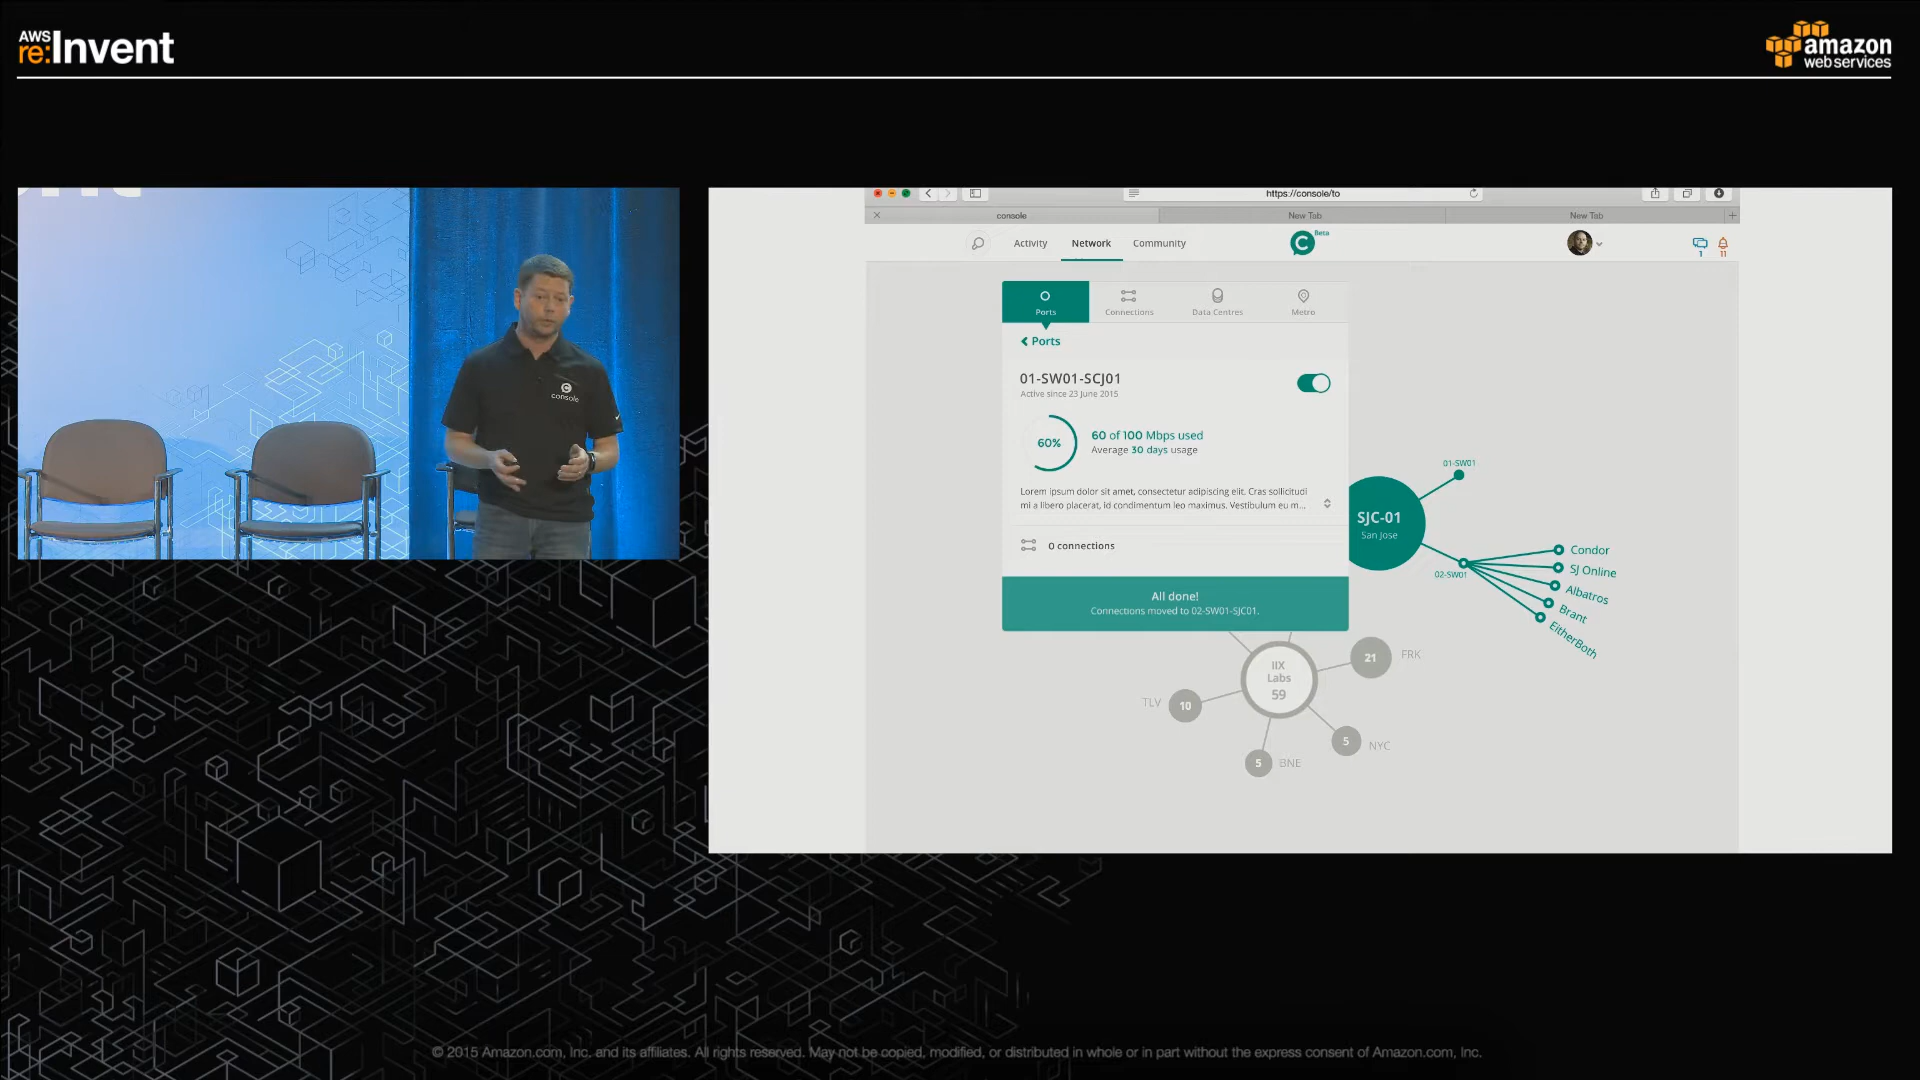 AWS
re:Invent
amazon
web services
console
https://console/to
console
New Tab
New Tab
Activity
Network
Community
C
Beta
1
11
Ports
Connections
Data Centres
Metro
Ports
01-SW01-SCJ01
Active since 23 June 2015
60%
60 of 100 Mbps used
Average 30 days usage
Lorem ipsum dolor sit amet, consectetur adipiscing elit. Cras sollicitudi
mi a libero placerat, id condimentum leo maximus. Vestibulum eu m...
0 connections
All done!
Connections moved to 02-SW01-SJC01.
SJC-01
San Jose
01-SW01
02-SW01
Condor
SJ Online
Albatros
Brant
EitherBoth
IIX
Labs
59
21
FRK
TLV
10
5
NYC
5
BNE
© 2015 Amazon.com, Inc. and its affiliates. All rights reserved. May not be copied, modified, or distributed in whole or in part without the express consent of Amazon.com, Inc.